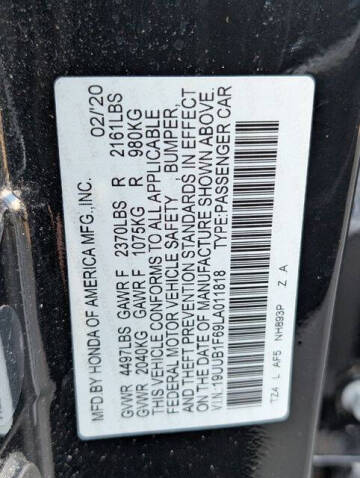 MFD.BY HONDA OF AMERICA MFG.,INC. 02/'20
GVWR 4497LBS GAWR F 2370LBS R 2161LBS
GVWR 2040KG GAWR F 1075KG R 980KG
THIS VEHICLE CONFORMS TO ALL APPLICABLE
FEDERAL MOTOR VEHICLE SAFETY, BUMPER,
AND THEFT PREVENTION STANDARDS IN EFFECT
ON THE DATE OF MANUFACTURE SHOWN ABOVE.
V.I.N.:19UUB1F69LA011818 TYPE:PASSENGER CAR
TZ4 L AF5 NH893P Z A